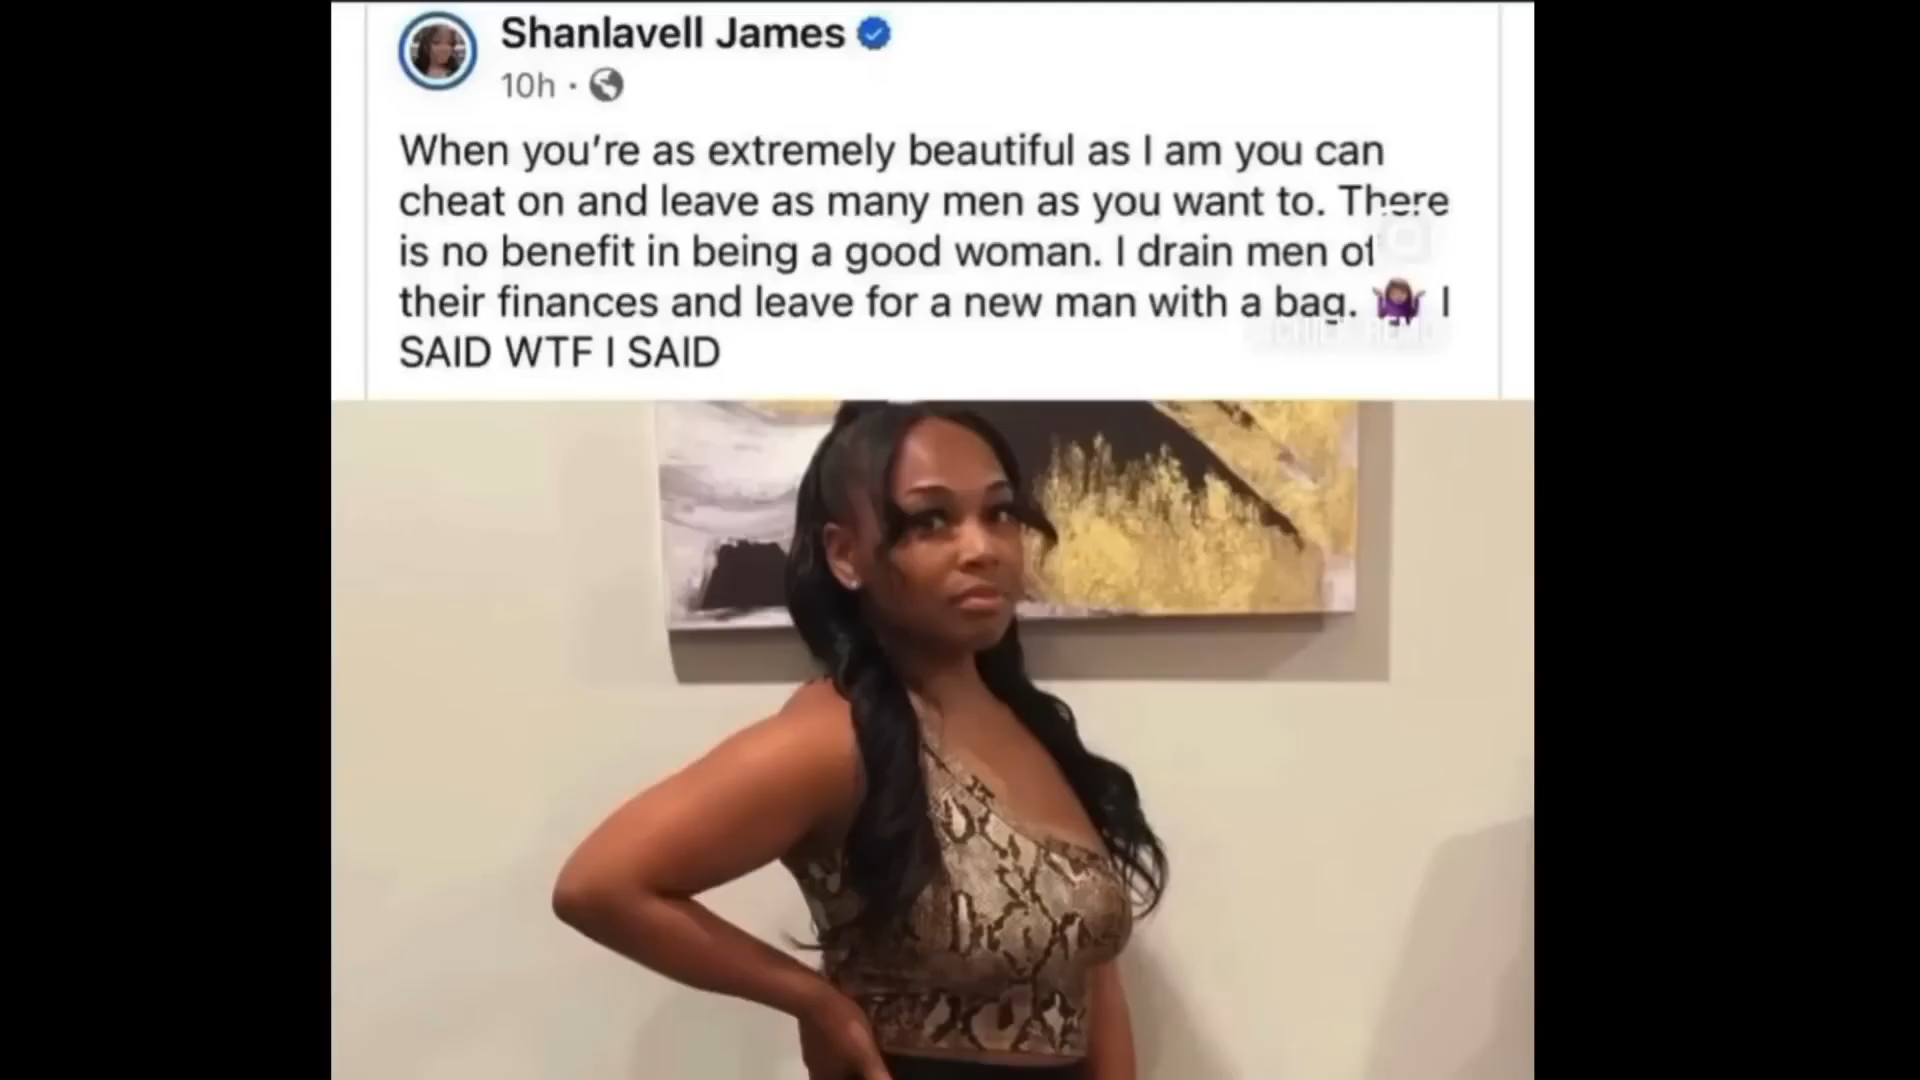 Shanlavell James
10h ·
When you're as extremely beautiful as I am you can
cheat on and leave as many men as you want to. There
is no benefit in being a good woman. I drain men of
their finances and leave for a new man with a bag. 🤷🏾‍♀️ I
SAID WTF I SAID